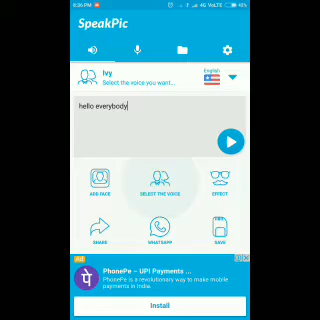 8:36 PM
4G VoLTE
43%
SpeakPic
Ivy
Select the voice you want...
English
hello everybody
ADD FACE
SELECT THE VOICE
EFFECT
SHARE
WHATSAPP
SAVE
Ad
PhonePe – UPI Payments ...
PhonePe is a revolutionary way to make mobile
payments in India.
Install